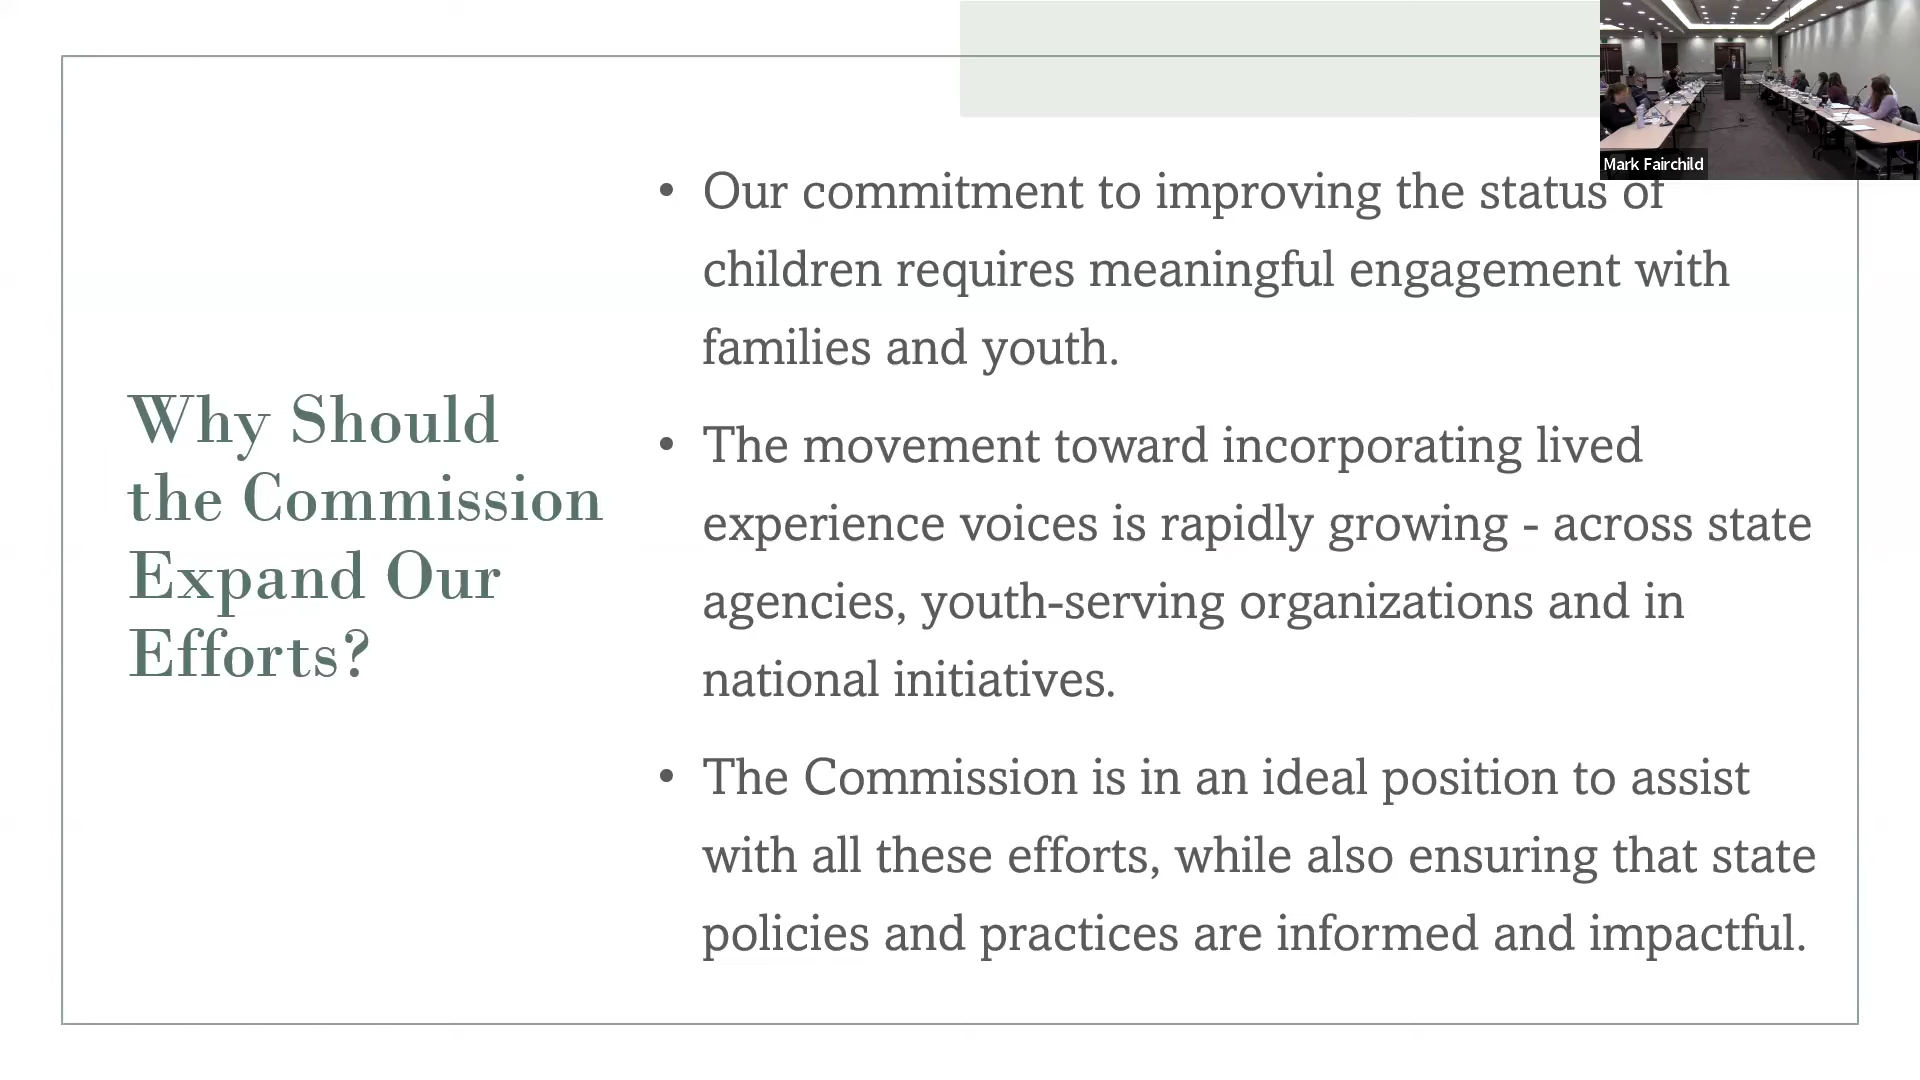 Mark Fairchild
Why Should
the Commission
Expand Our
Efforts?
• Our commitment to improving the status of
children requires meaningful engagement with
families and youth.
• The movement toward incorporating lived
experience voices is rapidly growing - across state
agencies, youth-serving organizations and in
national initiatives.
• The Commission is in an ideal position to assist
with all these efforts, while also ensuring that state
policies and practices are informed and impactful.